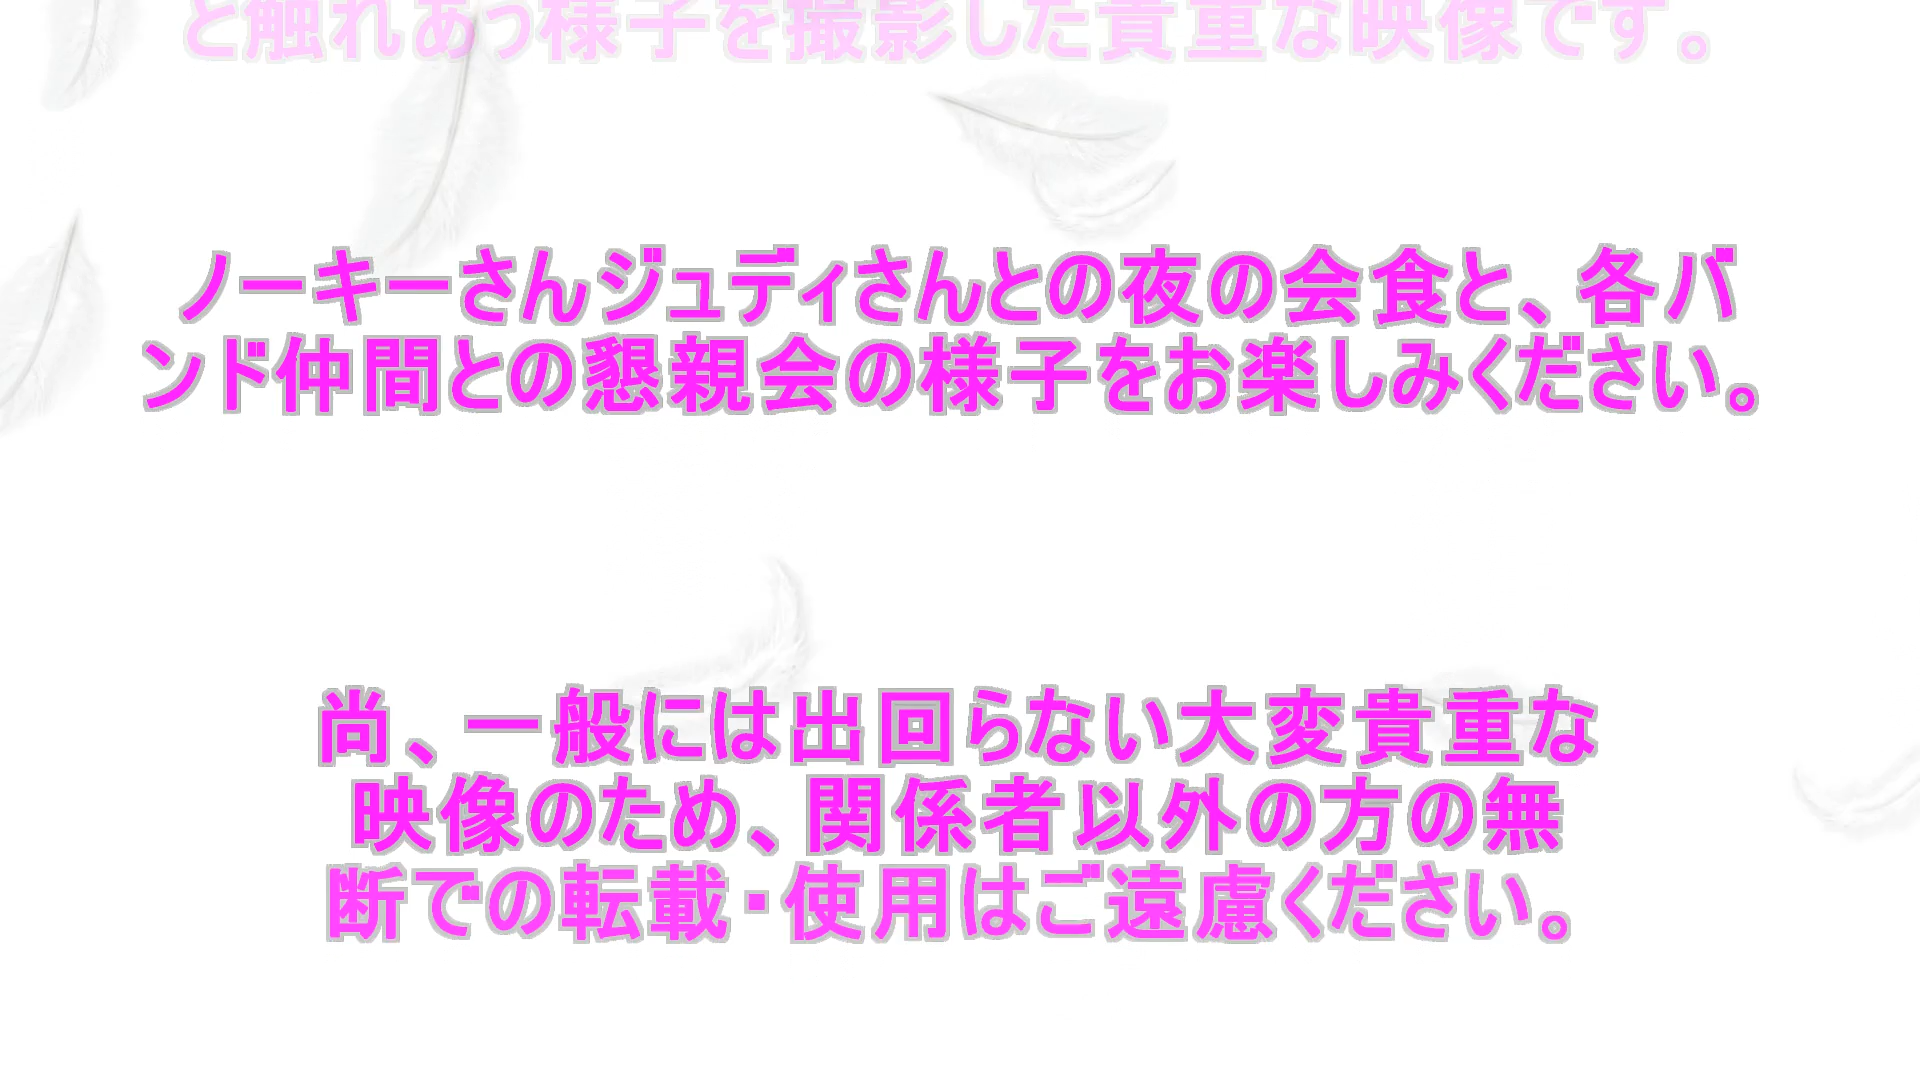 と触れあう様子を撮影した貴重な映像です。
ノーキーさんジュディさんとの夜の会食と、各バ
ンド仲間との懇親会の様子をお楽しみください。
尚、一般には出回らない大変貴重な
映像のため、関係者以外の方の無
断での転載・使用はご遠慮ください。